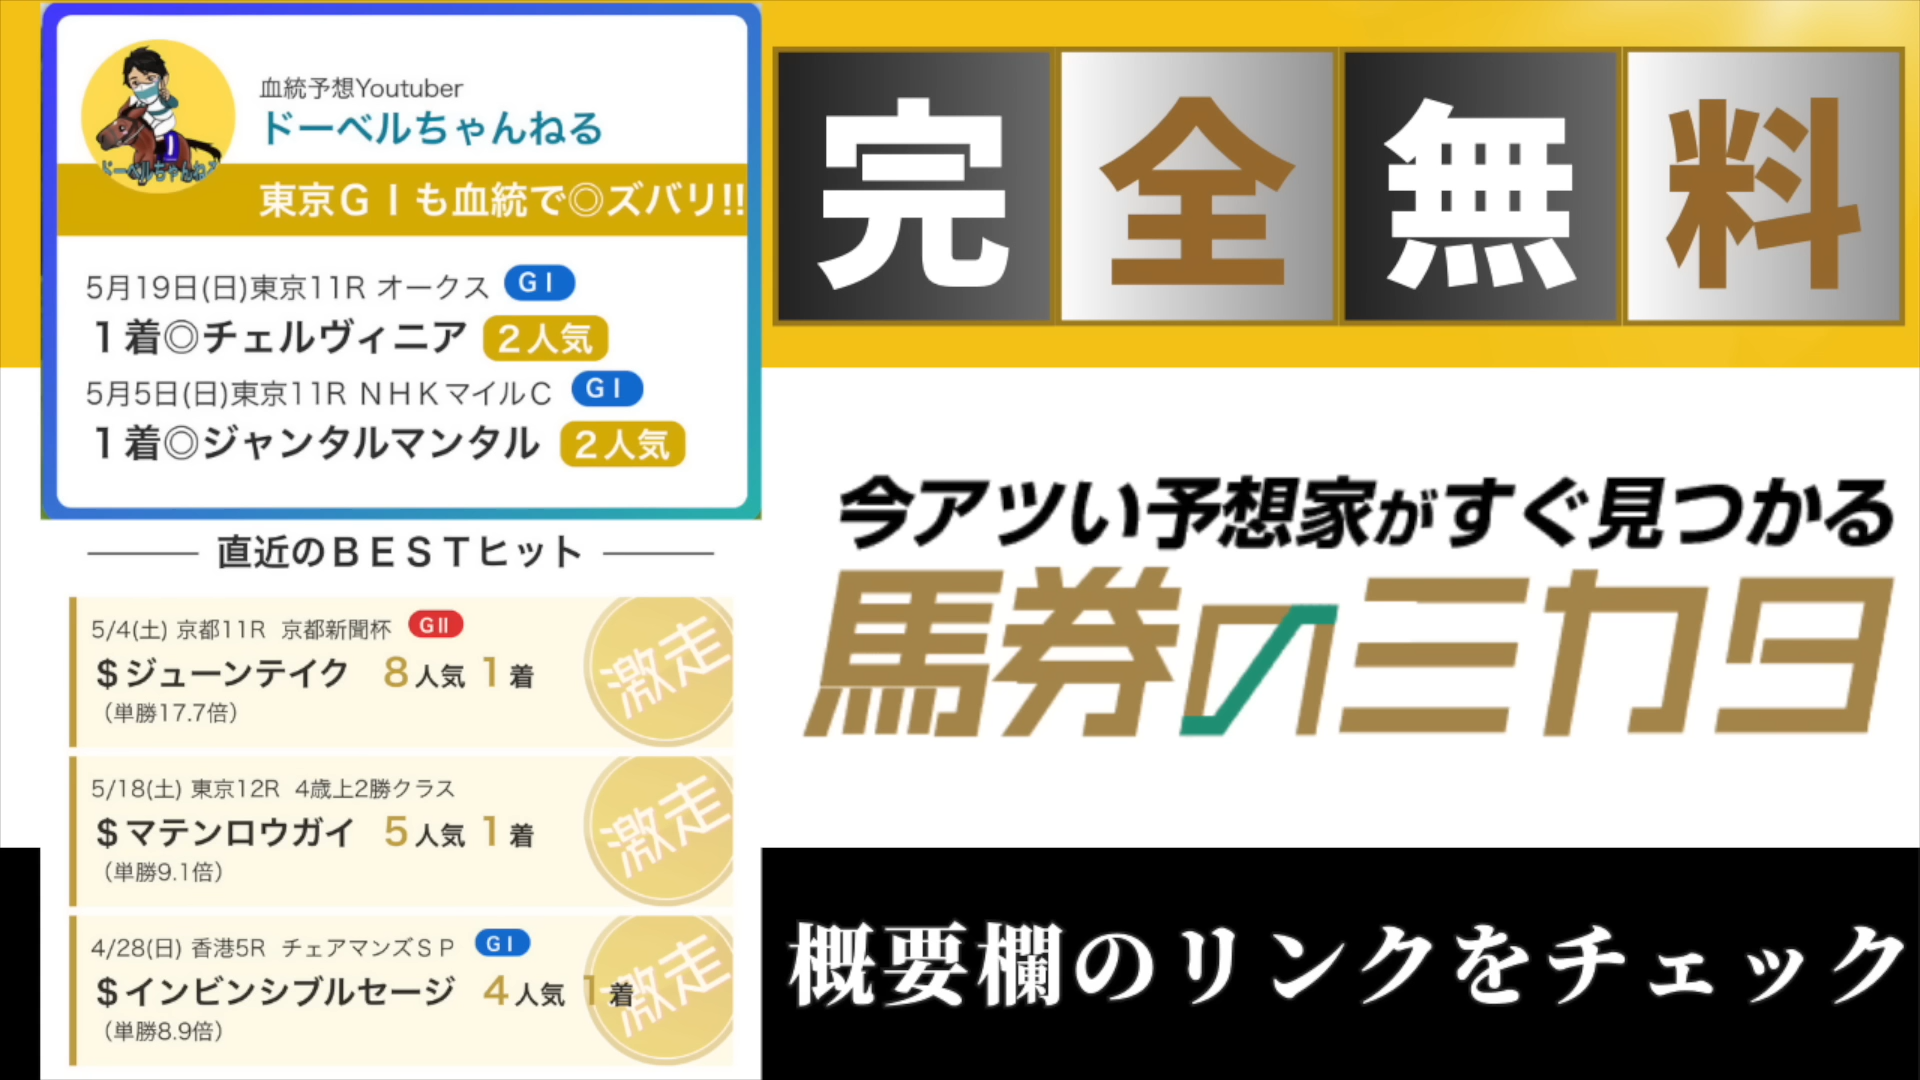 血統予想Youtuber
ドーベルちゃんねる
ドーベルちゃんねる
東京GⅠも血統で◎ズバリ!!
5月19日(日)東京11R オークス GⅠ
1着◎チェルヴィニア 2人気
5月5日(日)東京11R NHKマイルC GⅠ
1着◎ジャンタルマンタル 2人気
直近のBESTヒット
5/4(土) 京都11R 京都新聞杯 GⅡ
$ジューンテイク 8人気 1着
(単勝17.7倍)
激走
5/18(土) 東京12R 4歳上2勝クラス
$マテンロウガイ 5人気 1着
(単勝9.1倍)
激走
4/28(日) 香港5R チェアマンズSP GⅠ
$インビンシブルセージ 4人気 1着
(単勝8.9倍)
激走
完全無料
今アツい予想家がすぐ見つかる
馬券のミカタ
概要欄のリンクをチェック